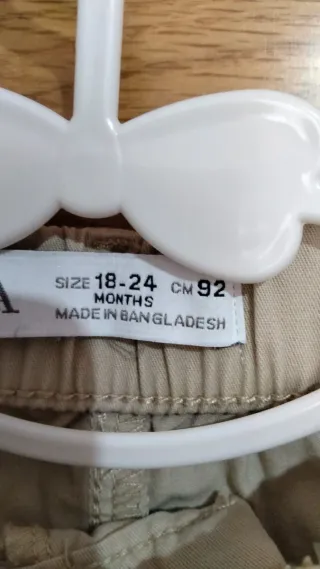 A
SIZE 18-24 CM 92
MONTHS
MADE IN BANGLADESH